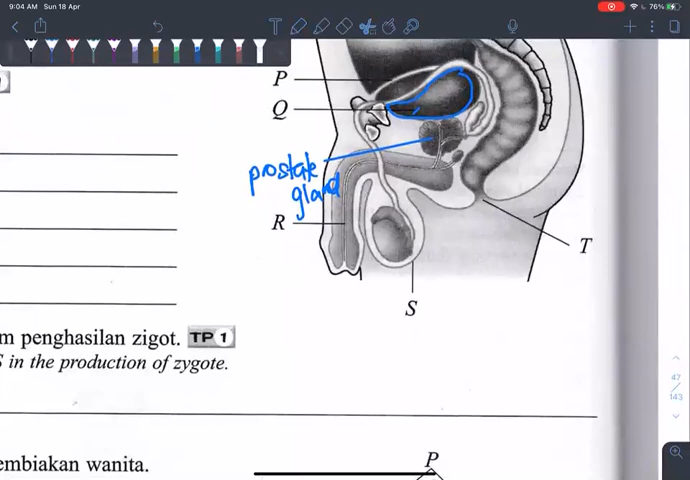 9:04 AM Sun 18 Apr
76%
P
Q
prostate
gland
R
T
S
m penghasilan zigot. TP 1
S in the production of zygote.
embiakan wanita.
P
47
143